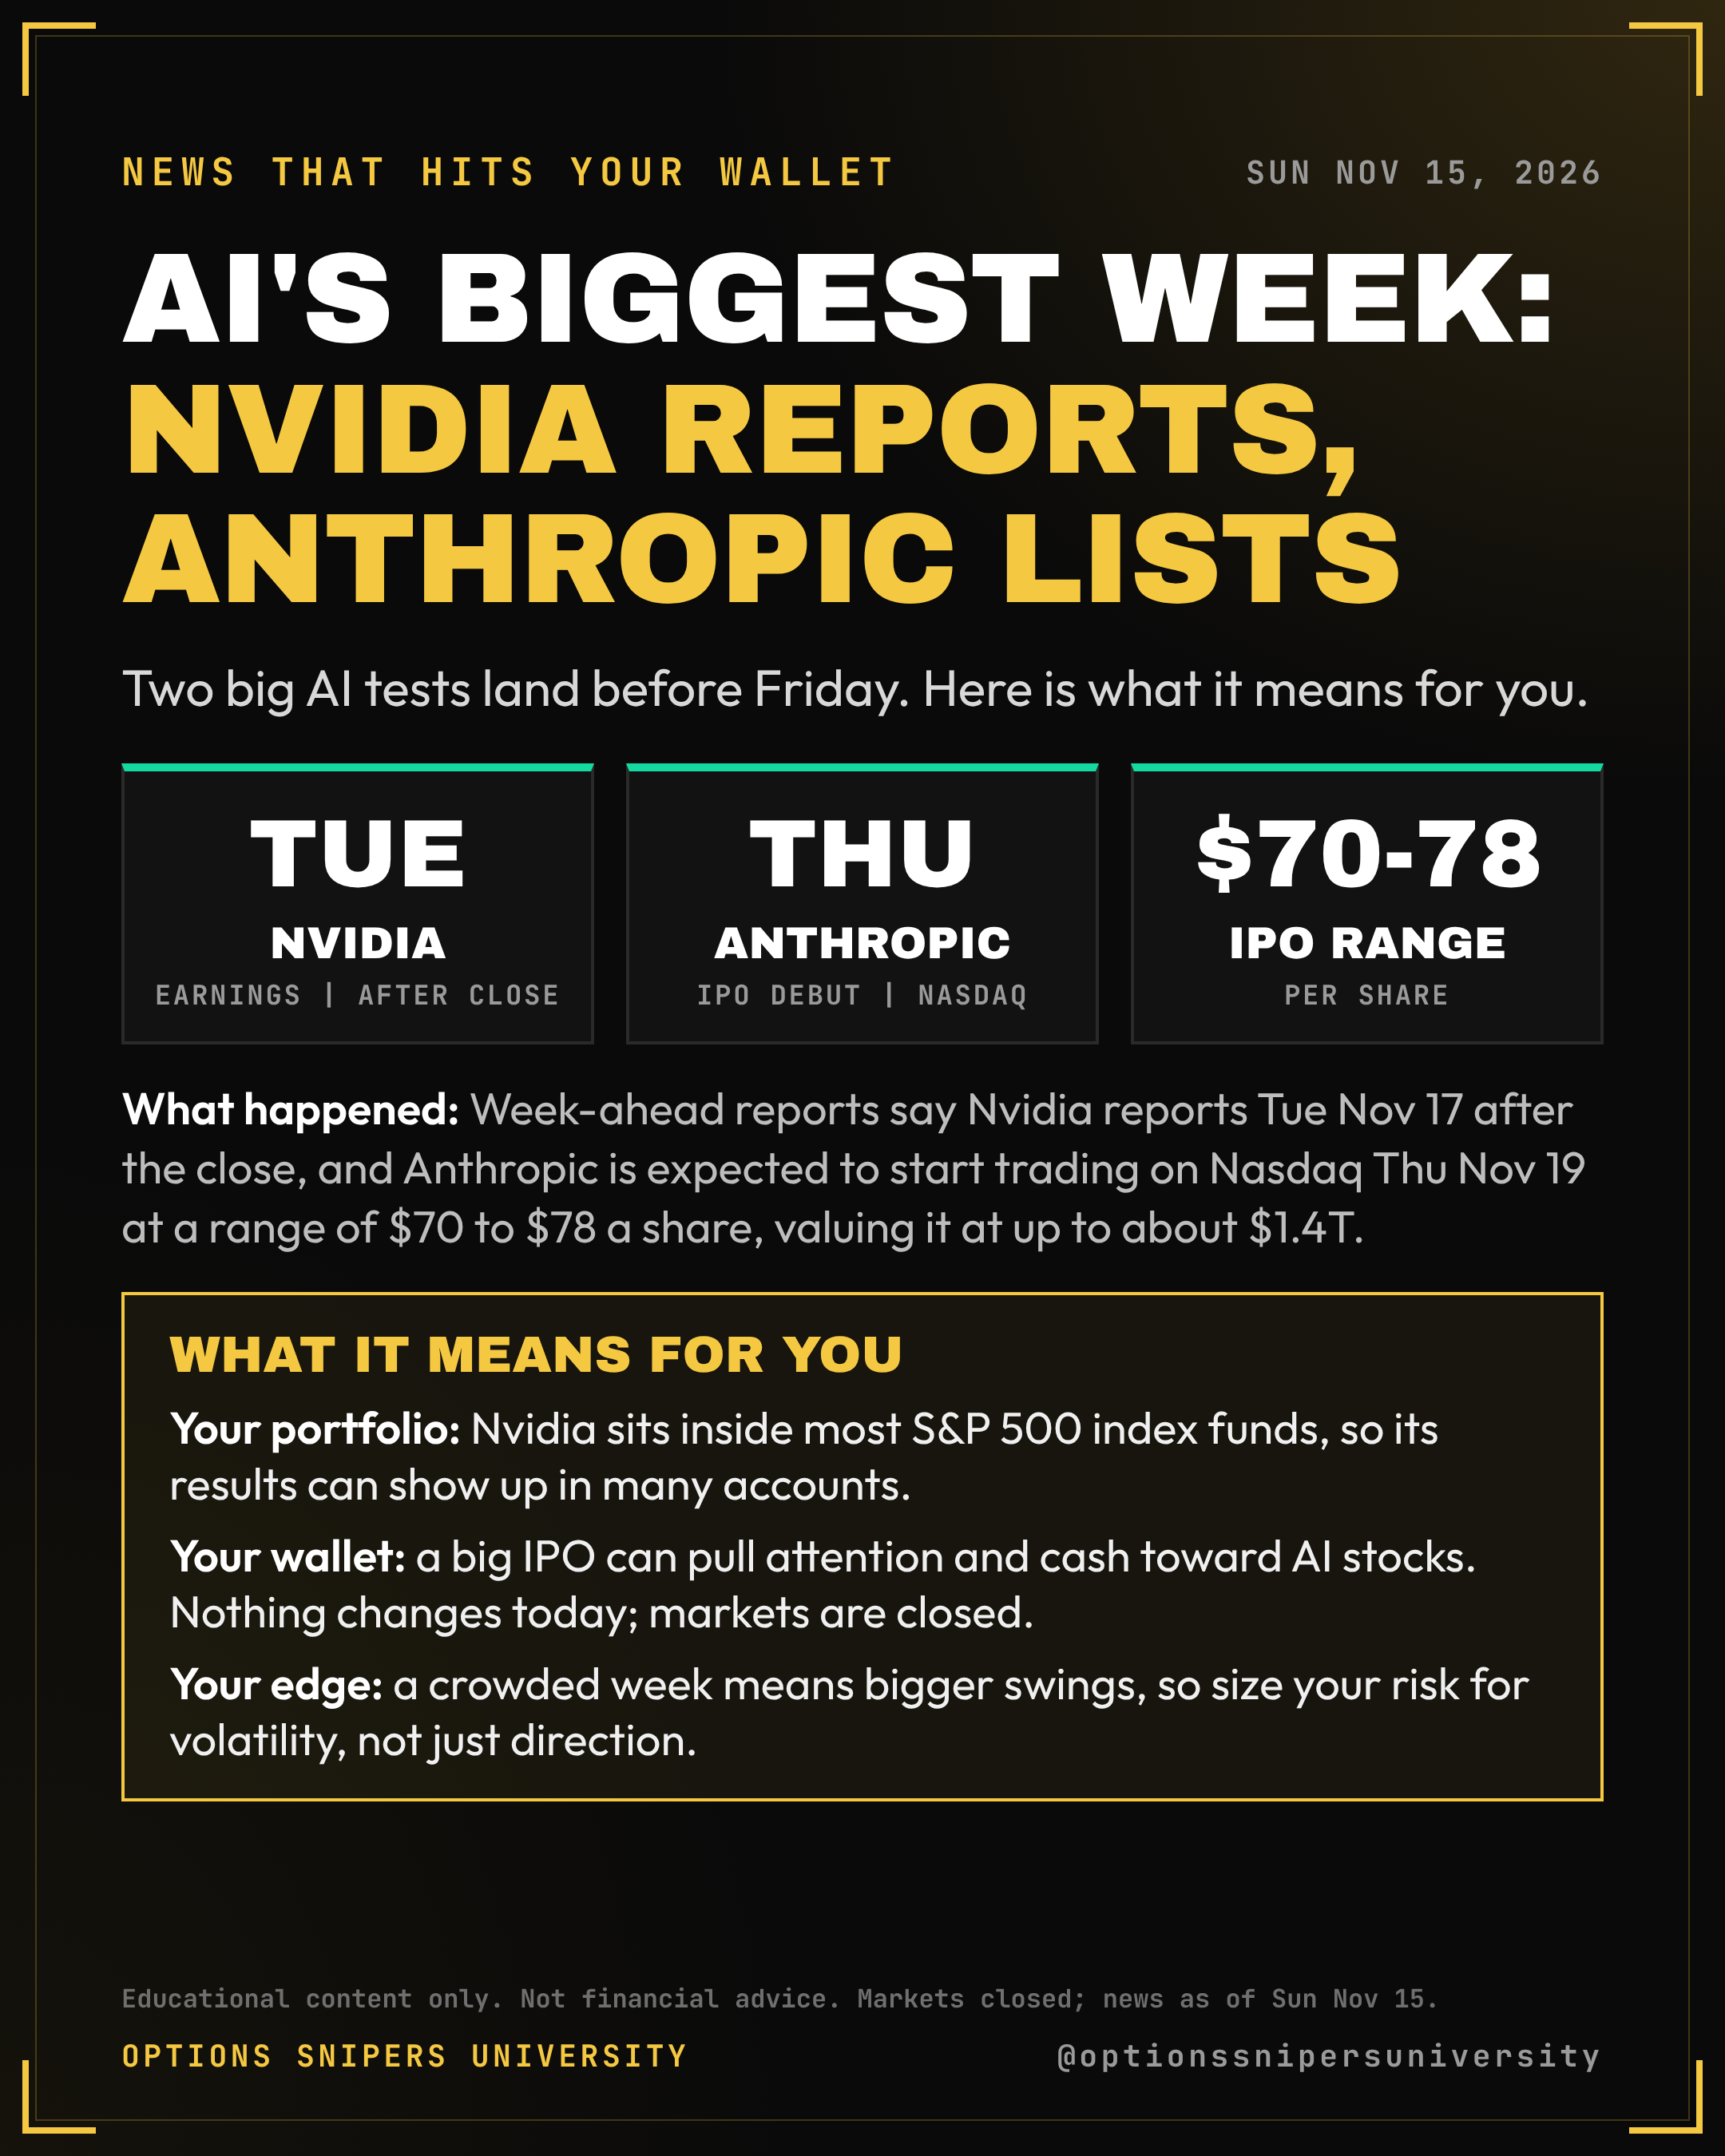 NEWS THAT HITS YOUR WALLET
SUN NOV 15, 2026
AI'S BIGGEST WEEK:
NVIDIA REPORTS,
ANTHROPIC LISTS
Two big AI tests land before Friday. Here is what it means for you.
TUE
NVIDIA
EARNINGS | AFTER CLOSE
THU
ANTHROPIC
IPO DEBUT | NASDAQ
$70-78
IPO RANGE
PER SHARE
What happened: Week-ahead reports say Nvidia reports Tue Nov 17 after
the close, and Anthropic is expected to start trading on Nasdaq Thu Nov 19
at a range of $70 to $78 a share, valuing it at up to about $1.4T.
WHAT IT MEANS FOR YOU
Your portfolio: Nvidia sits inside most S&P 500 index funds, so its
results can show up in many accounts.
Your wallet: a big IPO can pull attention and cash toward AI stocks.
Nothing changes today; markets are closed.
Your edge: a crowded week means bigger swings, so size your risk for
volatility, not just direction.
Educational content only. Not financial advice. Markets closed; news as of Sun Nov 15.
OPTIONS SNIPERS UNIVERSITY
@optionssnipersuniversity